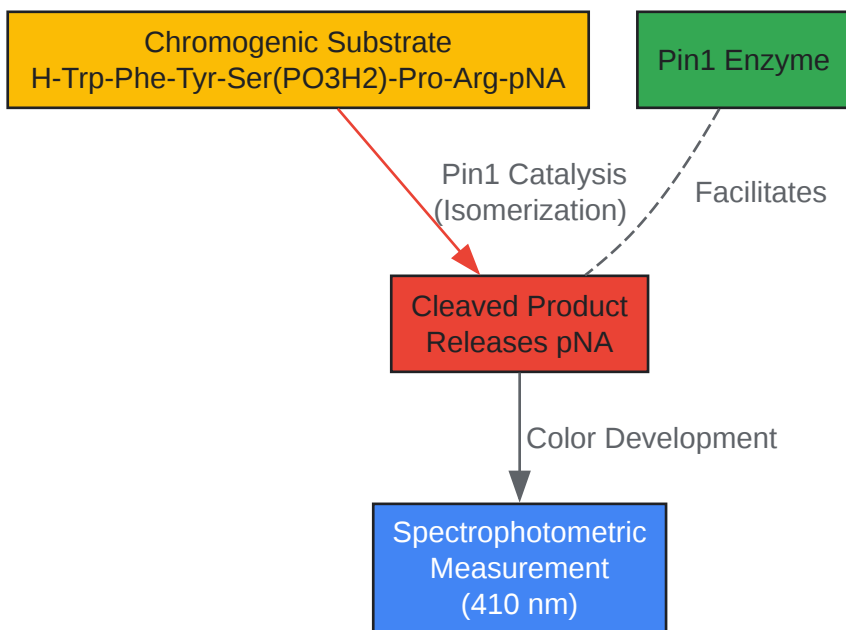 Chromogenic Substrate
H-Trp-Phe-Tyr-Ser(PO3H2)-Pro-Arg-pNA
Pin1 Enzyme
Pin1 Catalysis
(Isomerization)
Facilitates
Cleaved Product
Releases pNA
Color Development
Spectrophotometric
Measurement
(410 nm)